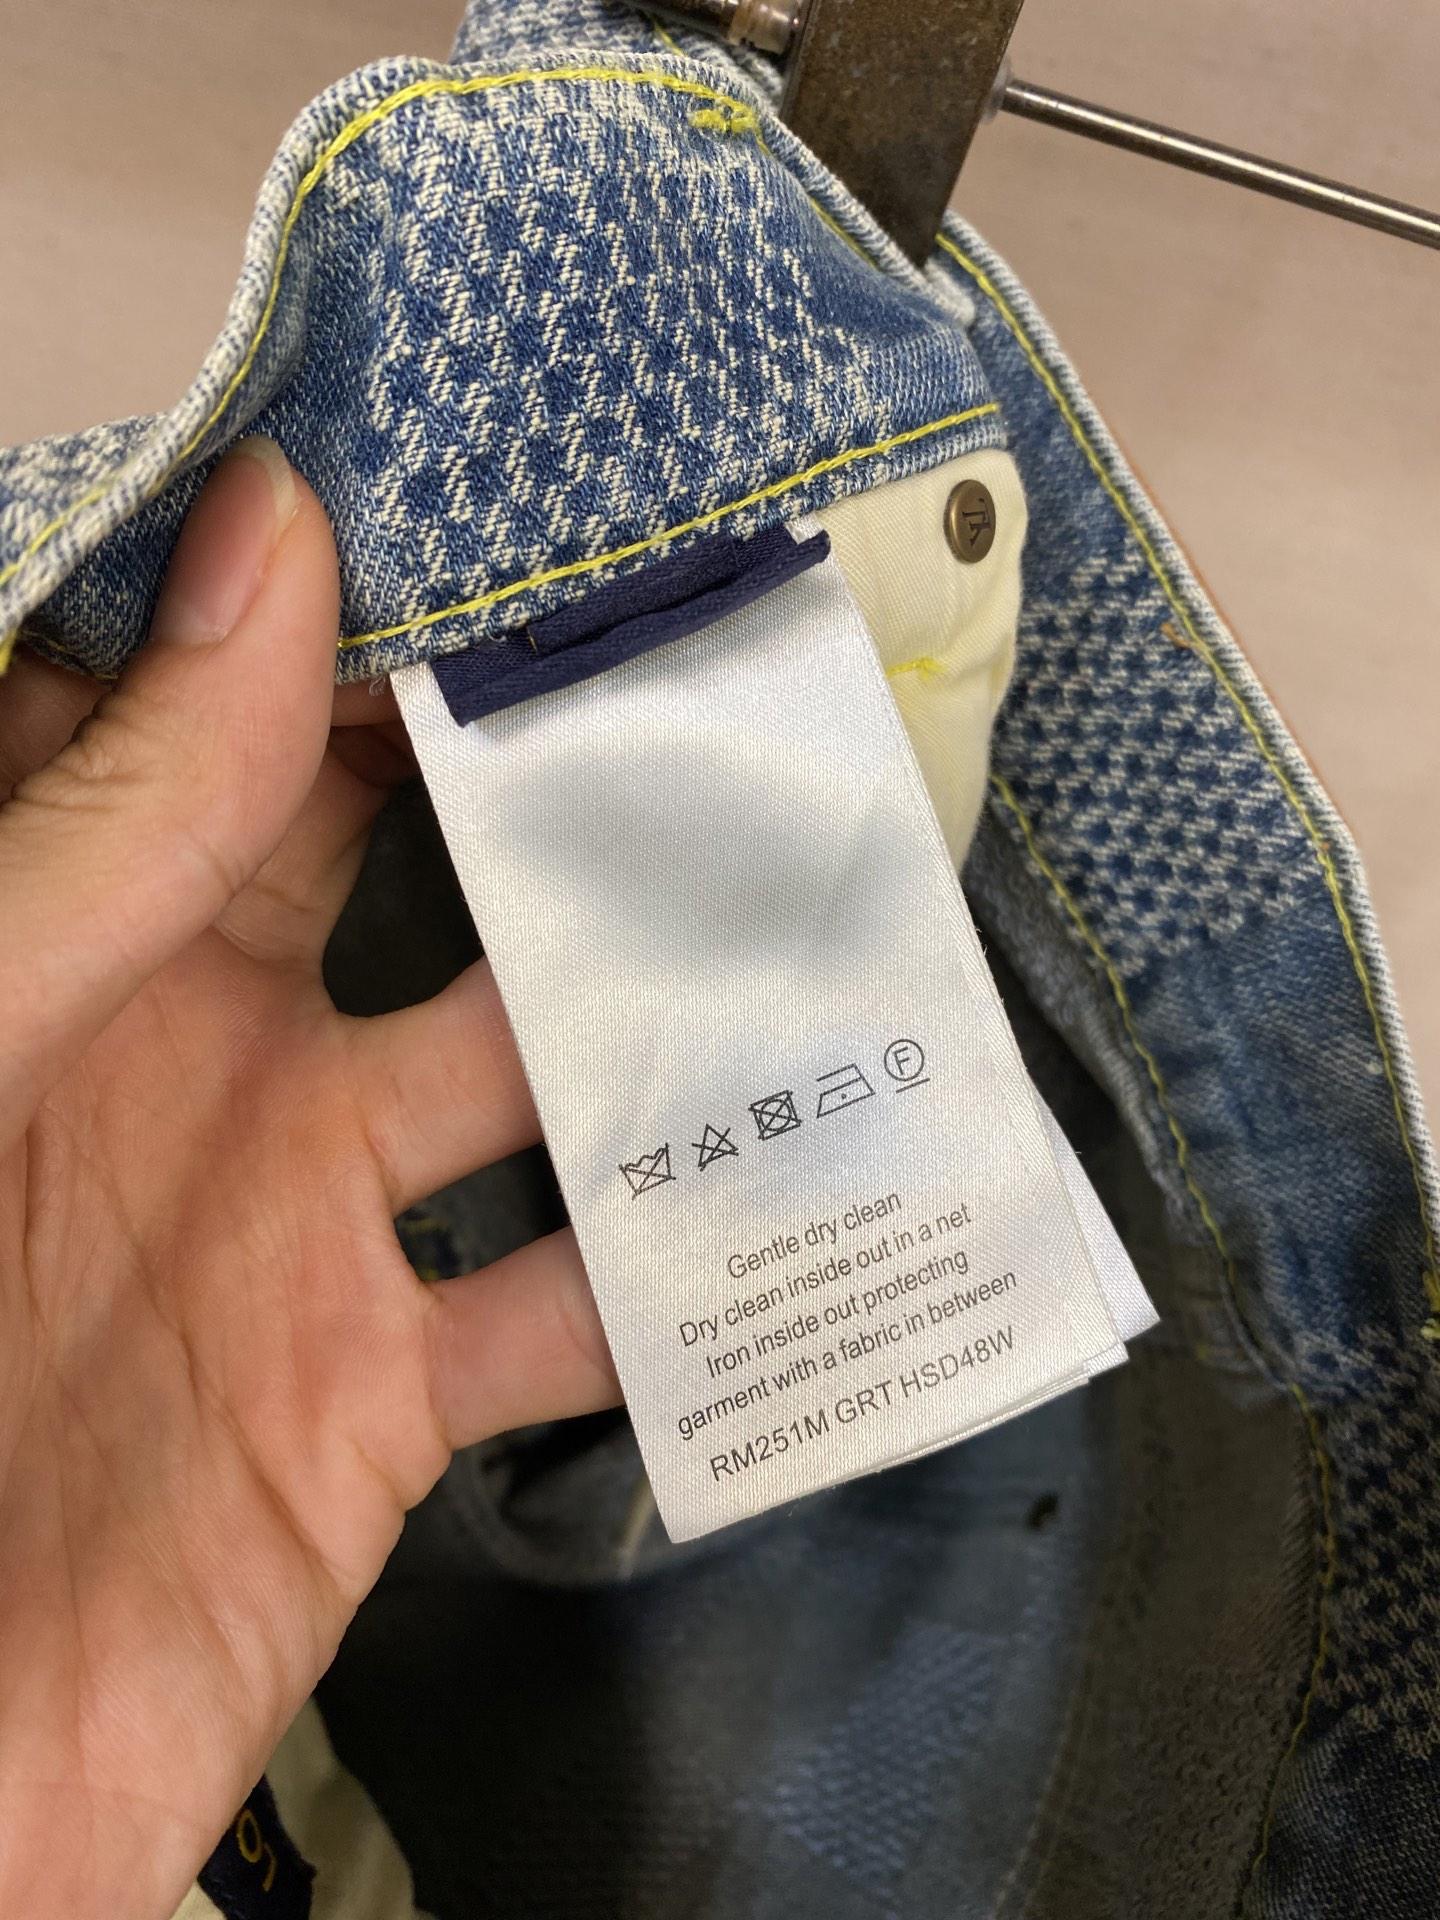 LV
F
Gentle dry clean
Dry clean inside out in a net
Iron inside out protecting
garment with a fabric in between
RM251M GRT HSD48W